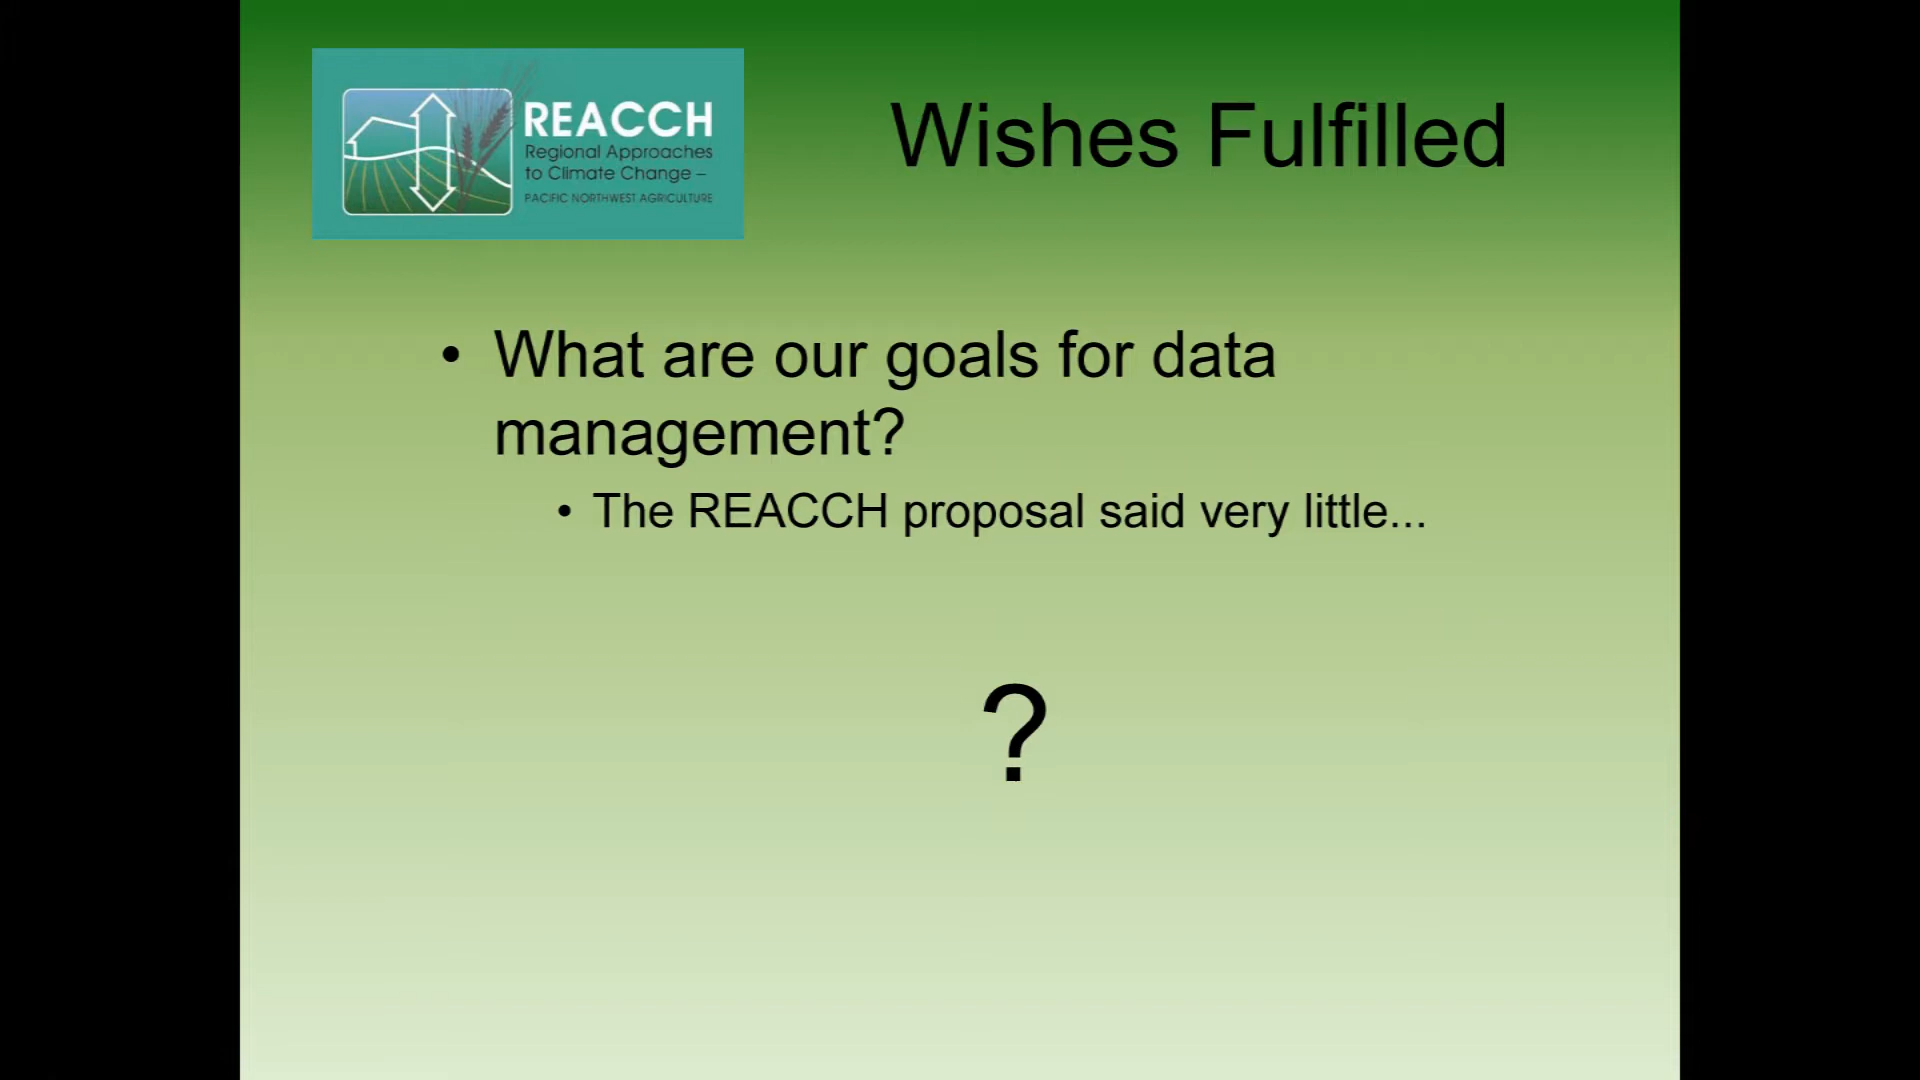 REACCH
Regional Approaches
to Climate Change –
PACIFIC NORTHWEST AGRICULTURE
Wishes Fulfilled
• What are our goals for data
management?
• The REACCH proposal said very little...
?